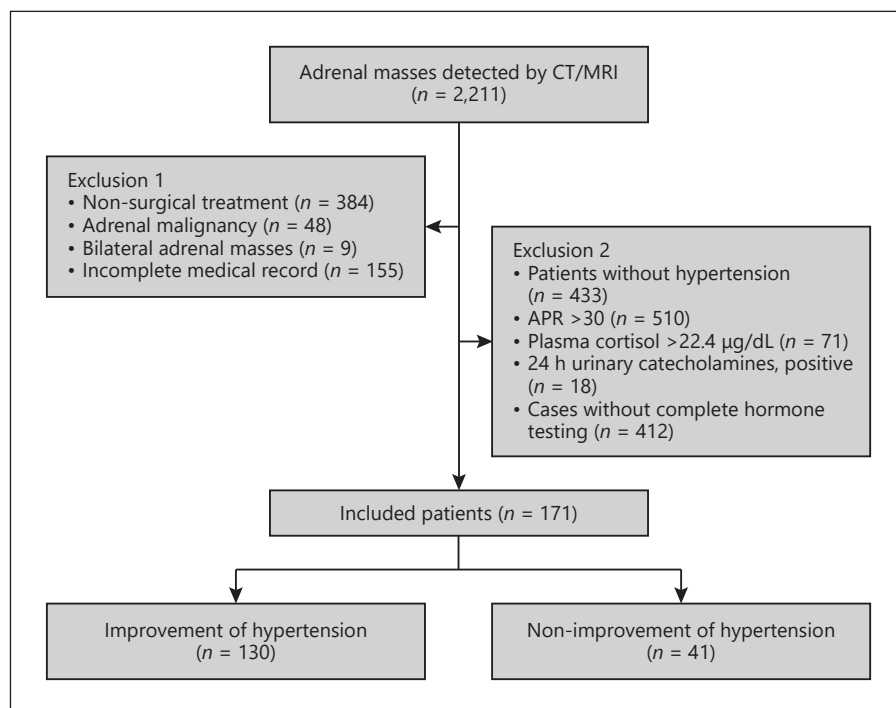 Adrenal masses detected by CT/MRI
(n = 2,211)
Exclusion 1
• Non-surgical treatment (n = 384)
• Adrenal malignancy (n = 48)
• Bilateral adrenal masses (n = 9)
• Incomplete medical record (n = 155)
Exclusion 2
• Patients without hypertension
(n = 433)
• APR >30 (n = 510)
• Plasma cortisol >22.4 µg/dL (n = 71)
• 24 h urinary catecholamines, positive
(n = 18)
• Cases without complete hormone
testing (n = 412)
Included patients (n = 171)
Improvement of hypertension
(n = 130)
Non-improvement of hypertension
(n = 41)